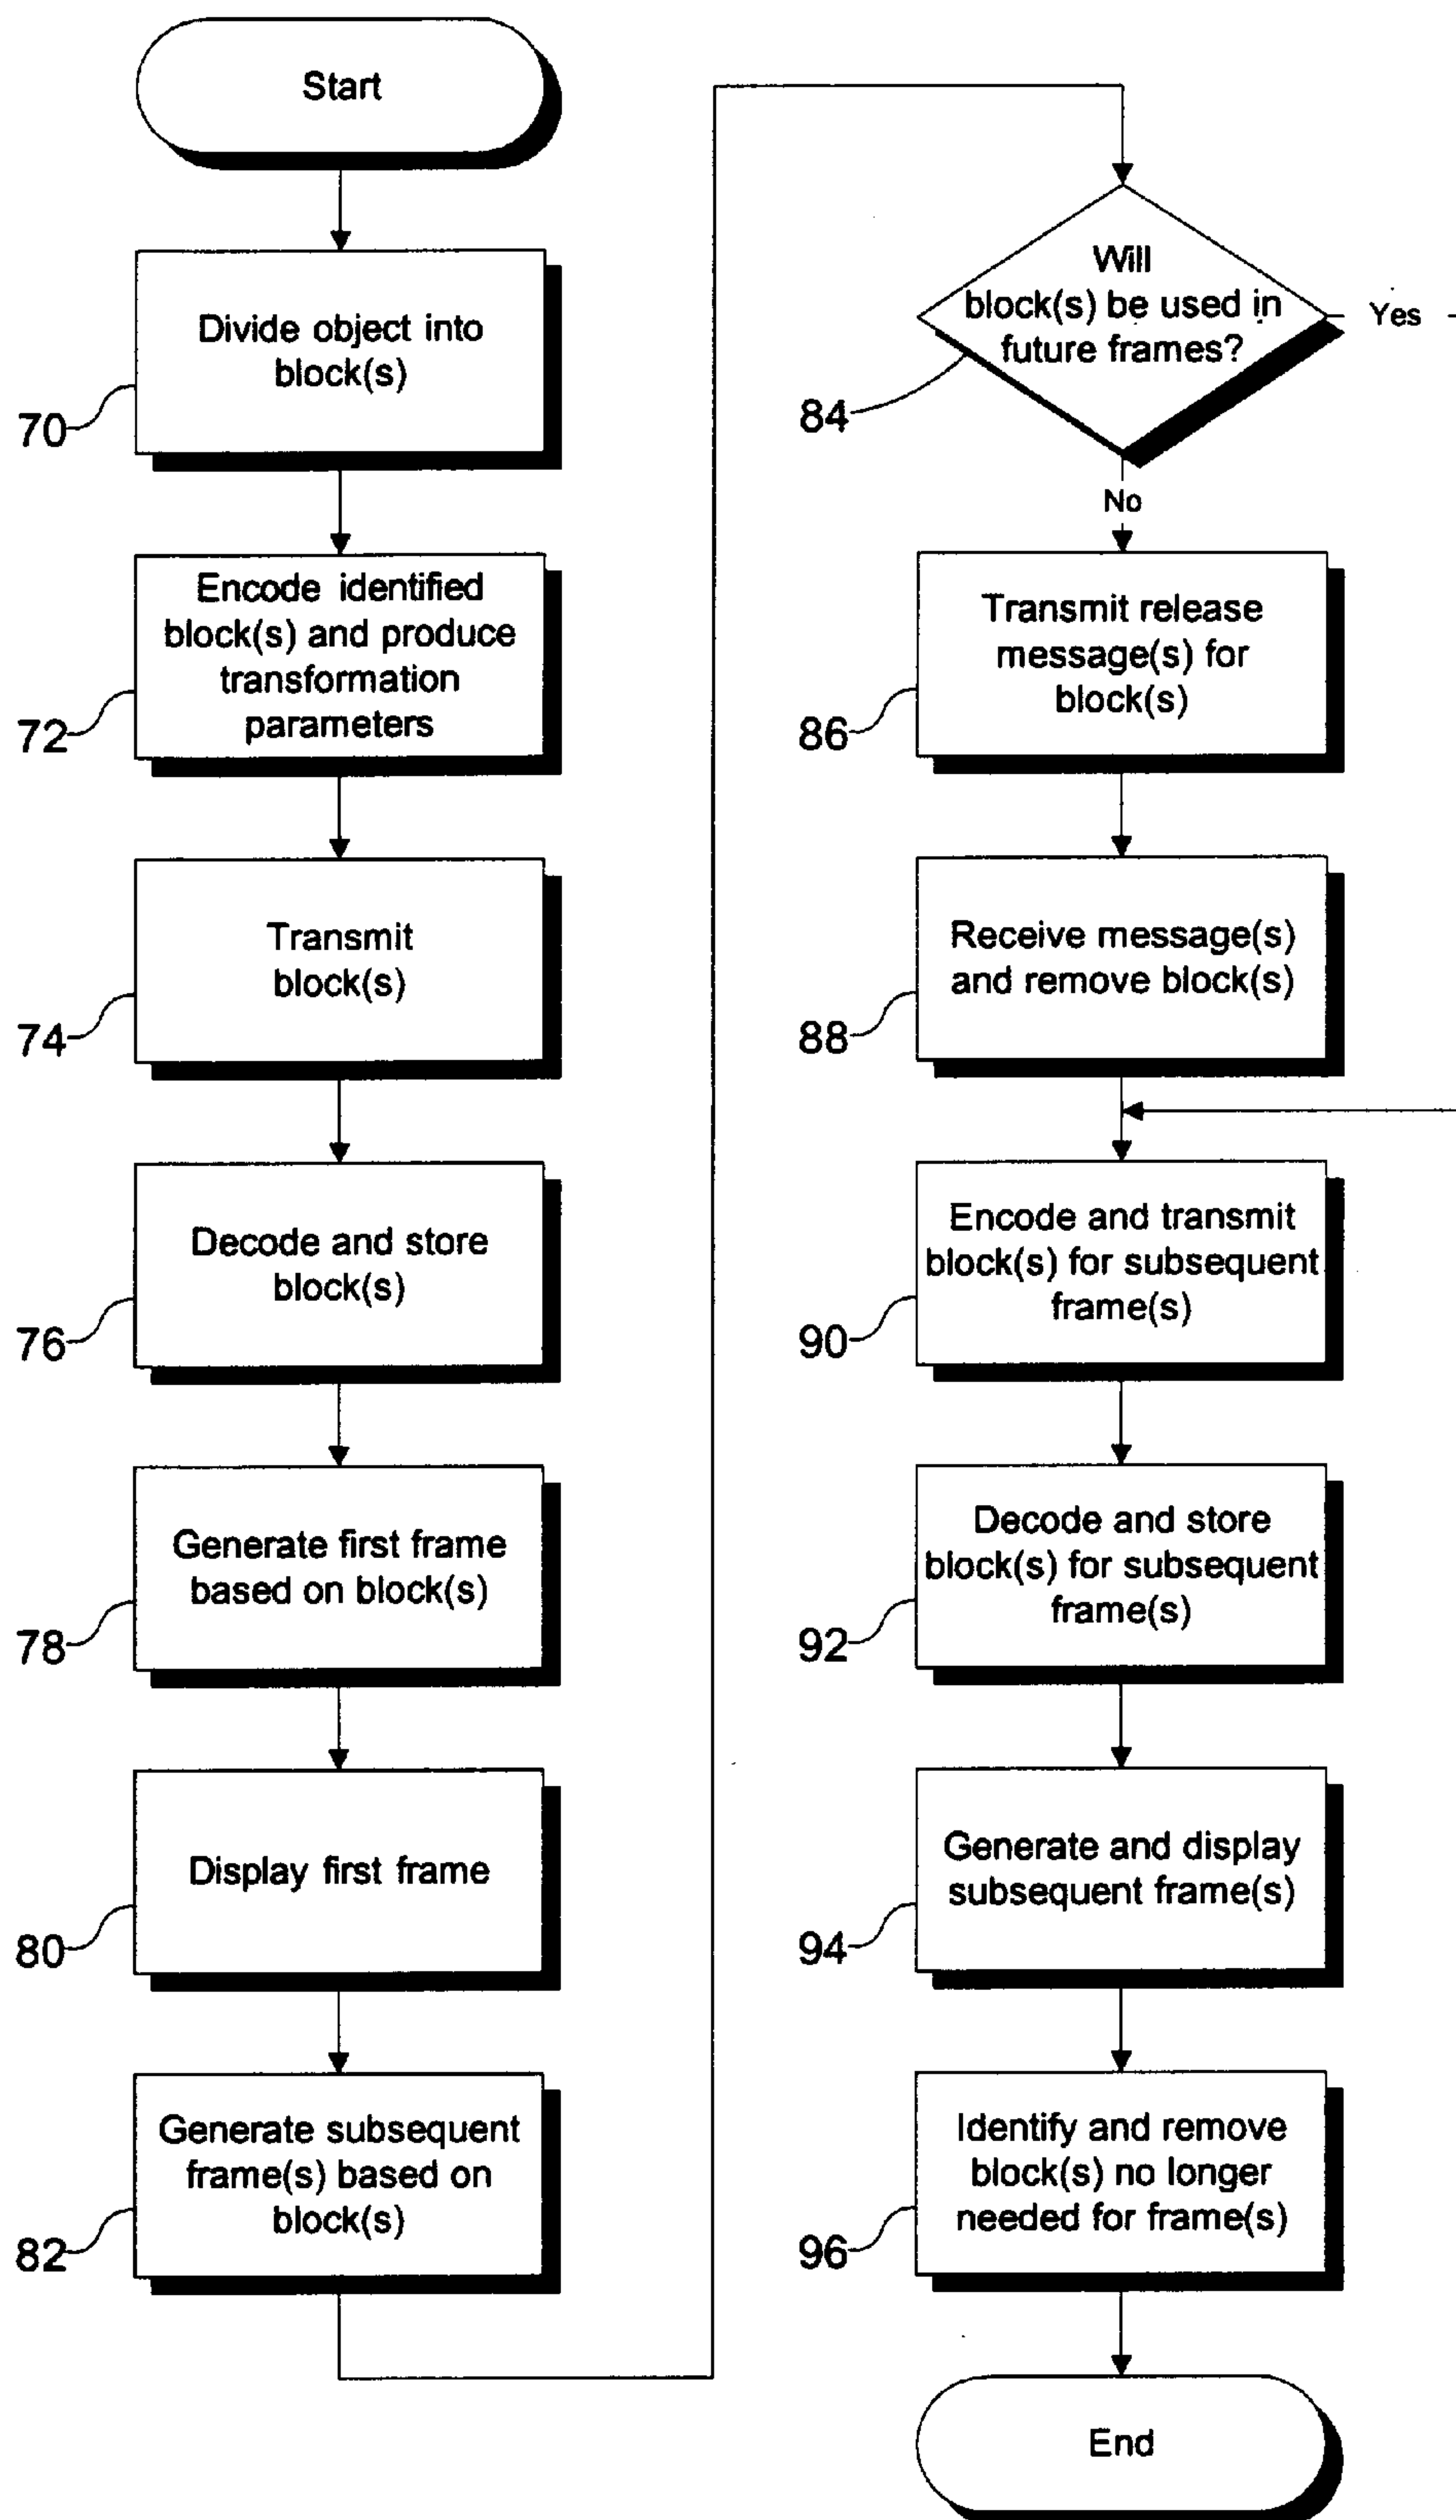 Start
Divide object into
block(s)
70
Encode identified
block(s) and produce
transformation
parameters
72
Transmit
block(s)
74
Decode and store
block(s)
76
Generate first frame
based on block(s)
78
Display first frame
80
Generate subsequent
frame(s) based on
block(s)
82
Will
block(s) be used in
future frames?
Yes
84
No
Transmit release
message(s) for
block(s)
86
Receive message(s)
and remove block(s)
88
Encode and transmit
block(s) for subsequent
frame(s)
90
Decode and store
block(s) for subsequent
frame(s)
92
Generate and display
subsequent frame(s)
94
Identify and remove
block(s) no longer
needed for frame(s)
96
End